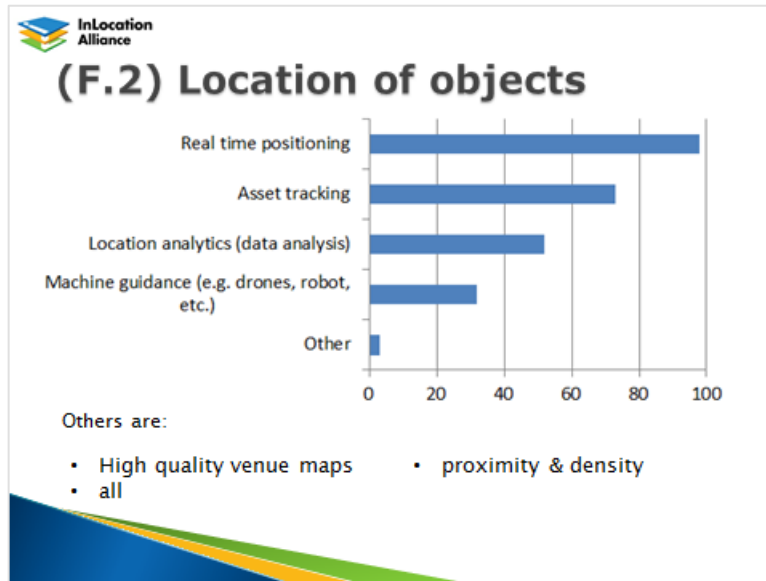 InLocation
Alliance
(F.2) Location of objects
Real time positioning
Asset tracking
Location analytics (data analysis)
Machine guidance (e.g. drones, robot,
etc.)
Other
0 20 40 60 80 100
Others are:
• High quality venue maps
• all
• proximity & density